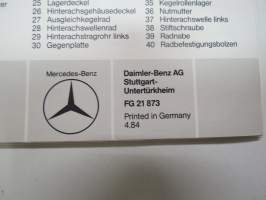 25 Lagerdeckel
26 Hinterachsgehäusedeckel
27 Ausgleichkegelrad
28 Hinterachswellenrad
29 Hinterachstragrohr links
30 Gegenplatte
35 Kegelrollenlager
36 Nutmutter
37 Hinterachswelle links
38 Stiftschraube
39 Radnabe
40 Radbefestigungsbolzen
Mercedes-Benz
Daimler-Benz AG
Stuttgart-
Untertürkheim
FG 21 873
Printed in Germany
4.84